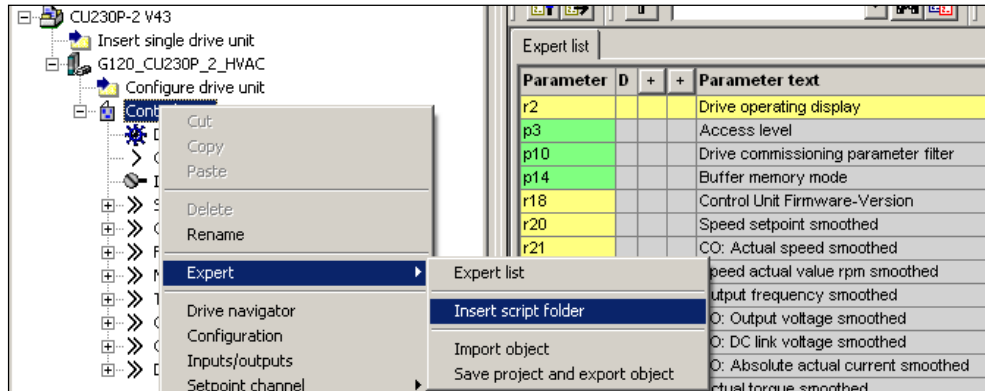 CU230P-2 V43
Insert single drive unit
G120_CU230P_2_HVAC
Configure drive unit
Cut
Copy
Paste
Delete
Rename
Expert
Drive navigator
Configuration
Inputs/outputs
Setpoint channel
Expert list
Insert script folder
Import object
Save project and export object
Expert list
Parameter D + + Parameter text
r2 Drive operating display
p3 Access level
p10 Drive commissioning parameter filter
p14 Buffer memory mode
r18 Control Unit Firmware-Version
r20 Speed setpoint smoothed
r21 CO: Actual speed smoothed
speed actual value rpm smoothed
utput frequency smoothed
O: Output voltage smoothed
O: DC link voltage smoothed
O: Absolute actual current smoothed
ctual torque smoothed